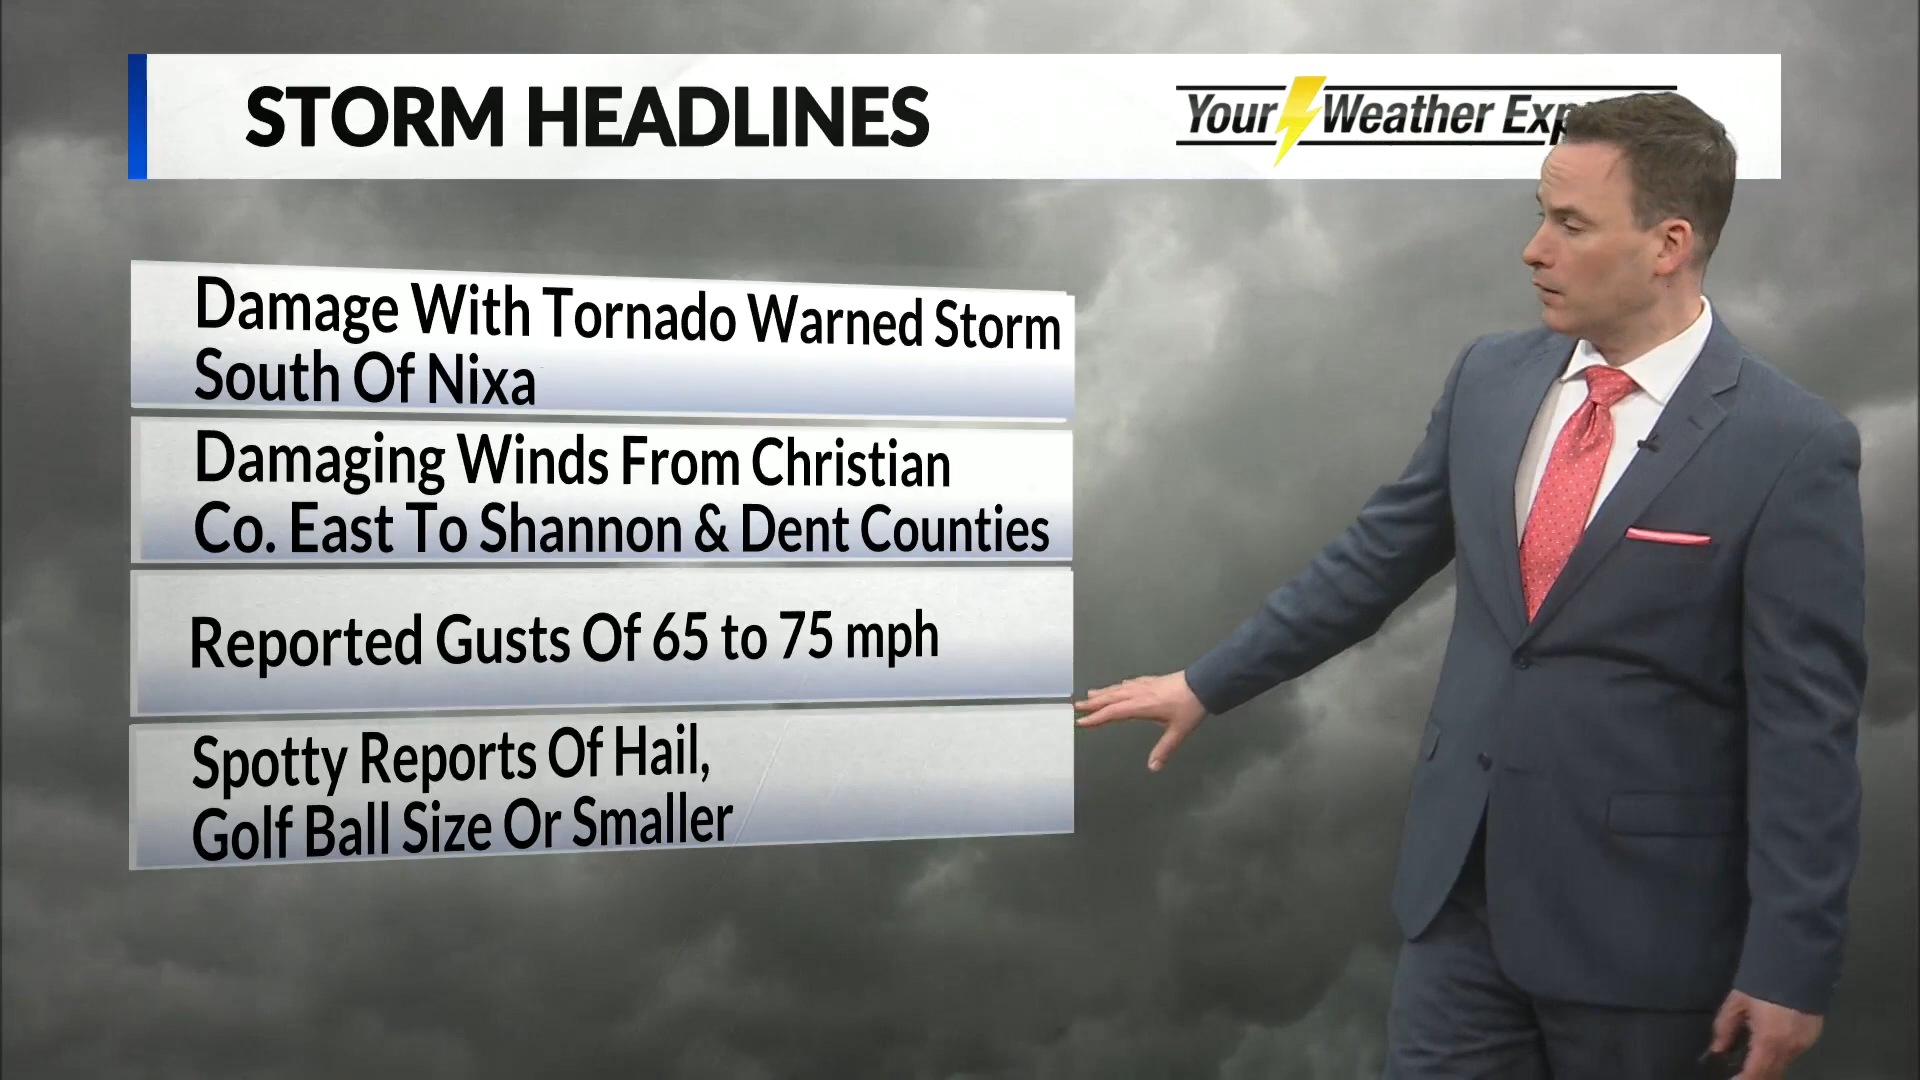 STORM HEADLINES
Your Weather
Damage With Tornado Warned Storm
South Of Nixa
Damaging Winds From Christian
Co. East To Shannon & Dent Counties
Reported Gusts Of 65 to 75 mph
Spotty Reports Of Hail,
Golf Ball Size Or Smaller